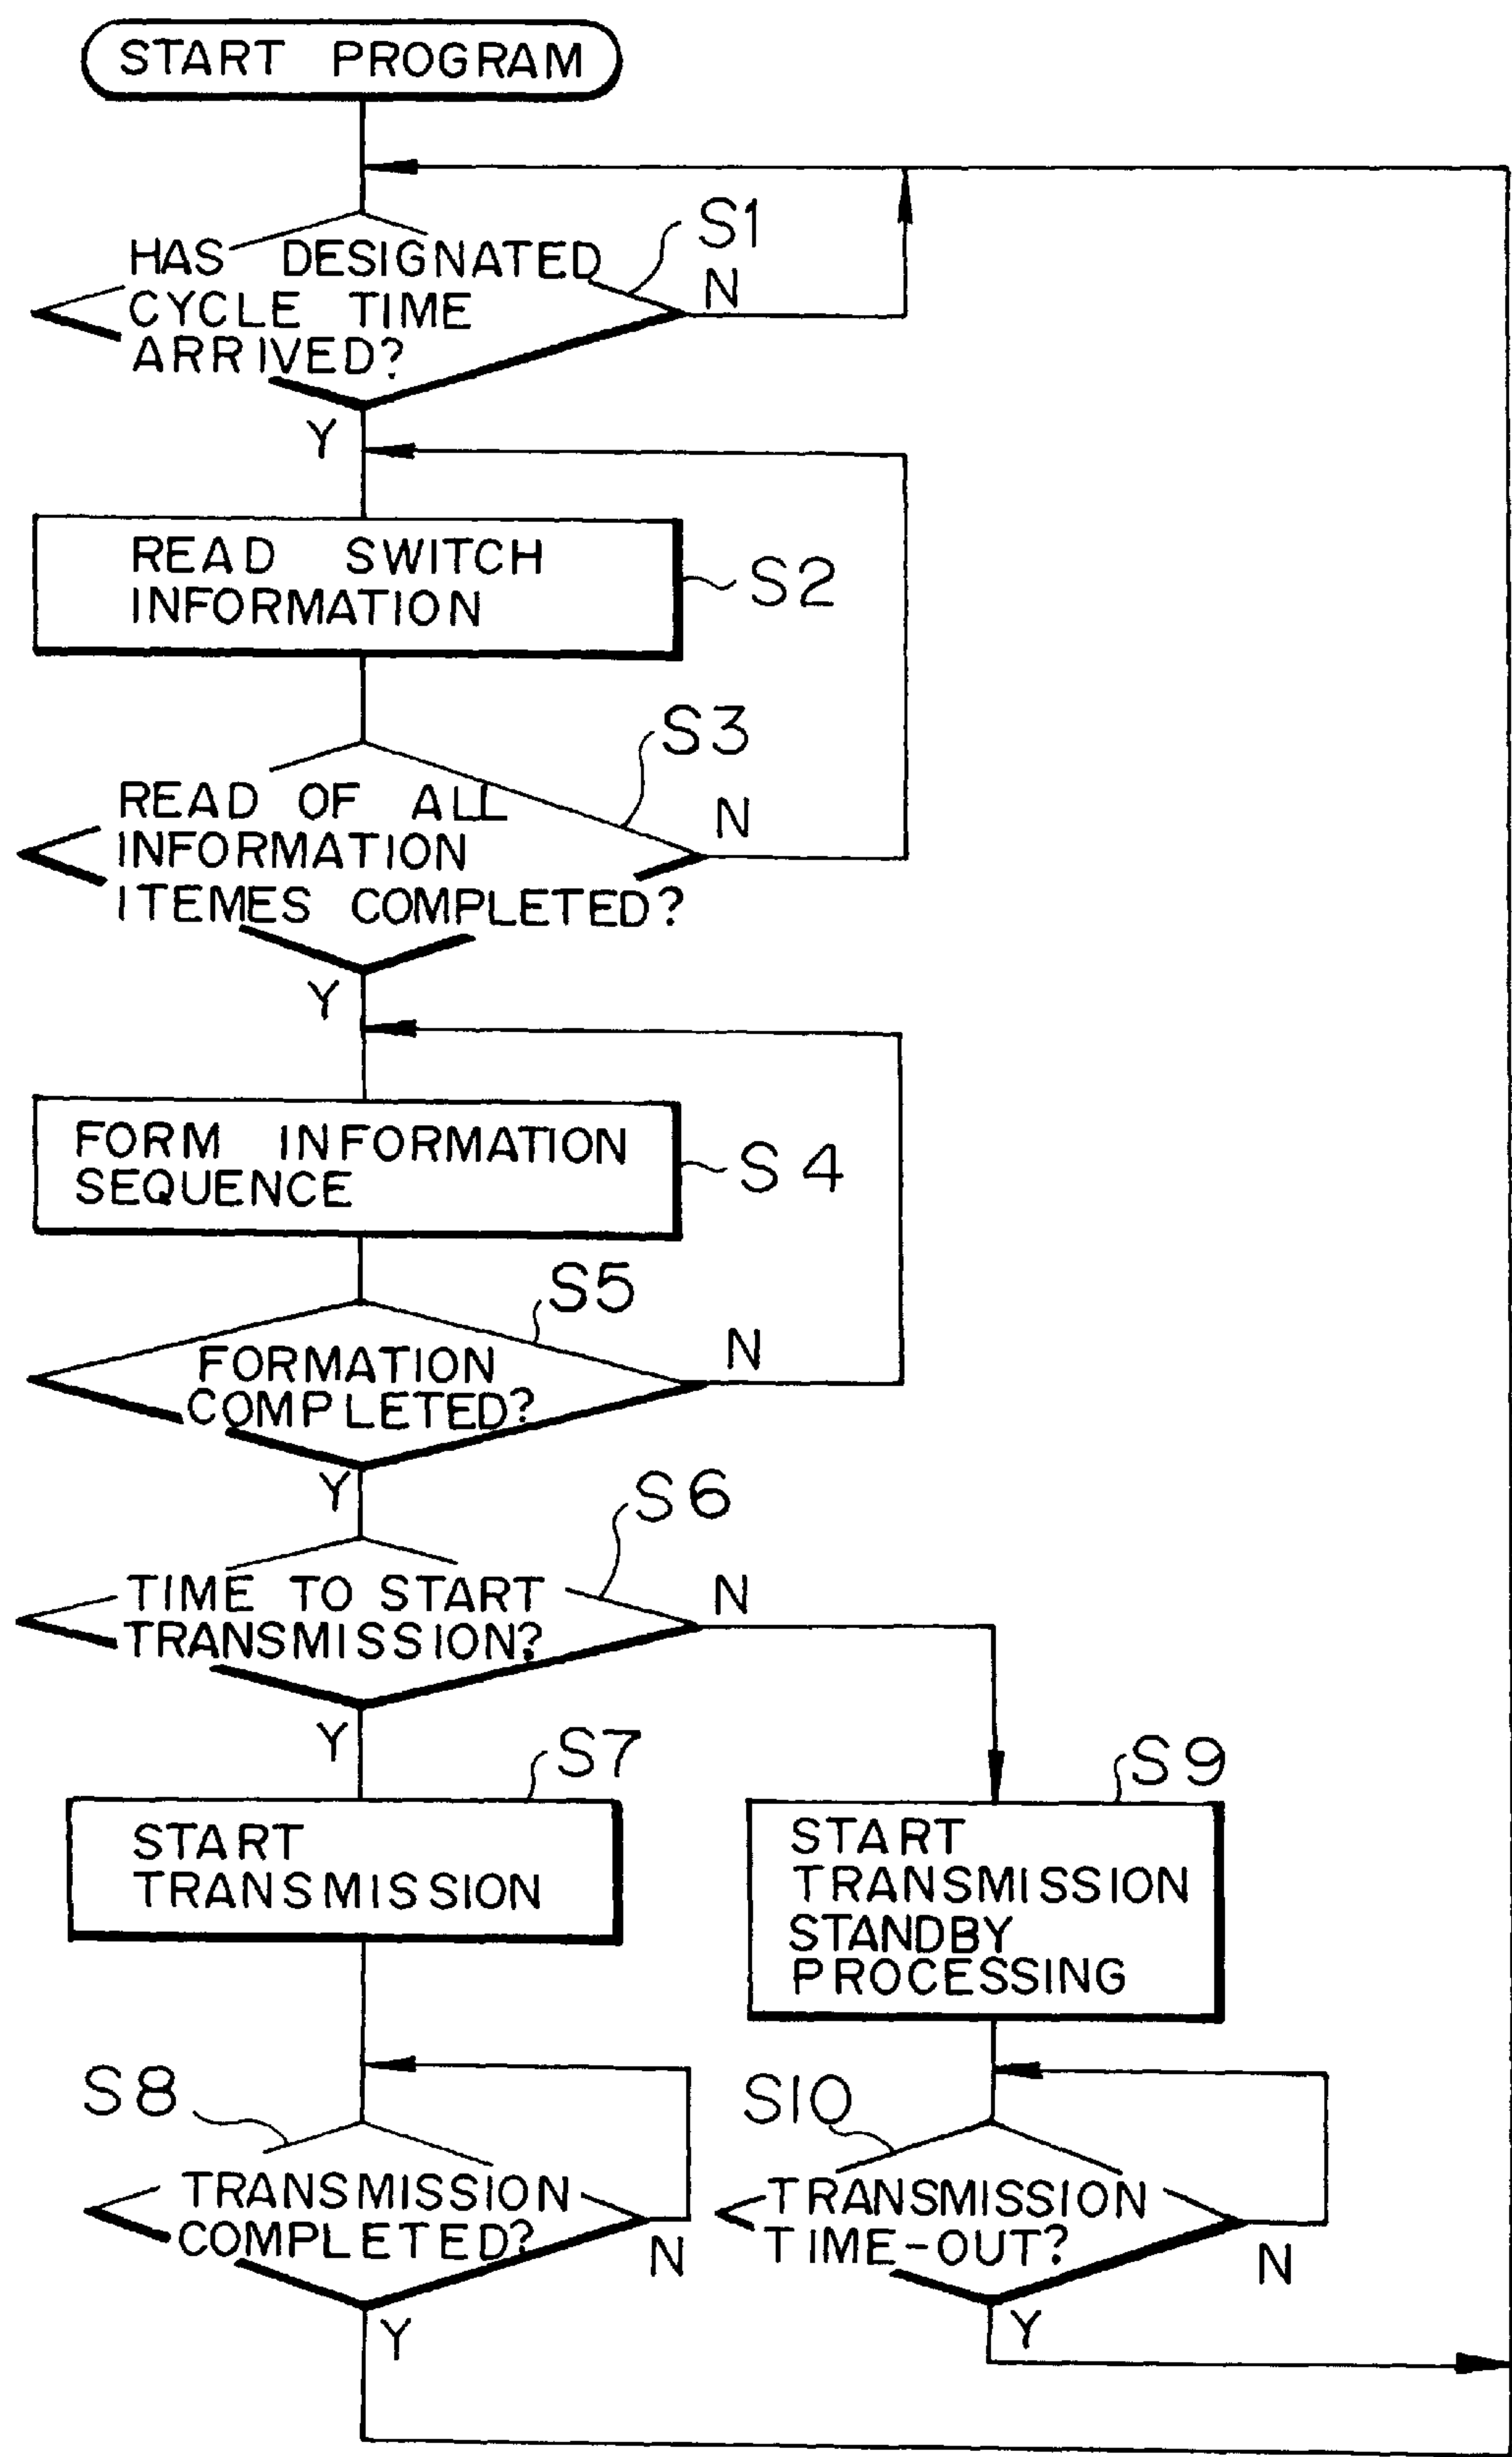 START PROGRAM
S1
HAS DESIGNATED
CYCLE TIME
ARRIVED?
N
Y
READ SWITCH
INFORMATION
S2
S3
READ OF ALL
INFORMATION
ITEMES COMPLETED?
N
Y
FORM INFORMATION
SEQUENCE
S4
S5
FORMATION
COMPLETED?
N
Y
S6
TIME TO START
TRANSMISSION?
N
Y
S7
START
TRANSMISSION
S9
START
TRANSMISSION
STANDBY
PROCESSING
S8
TRANSMISSION
COMPLETED?
N
Y
S10
TRANSMISSION
TIME-OUT?
N
Y